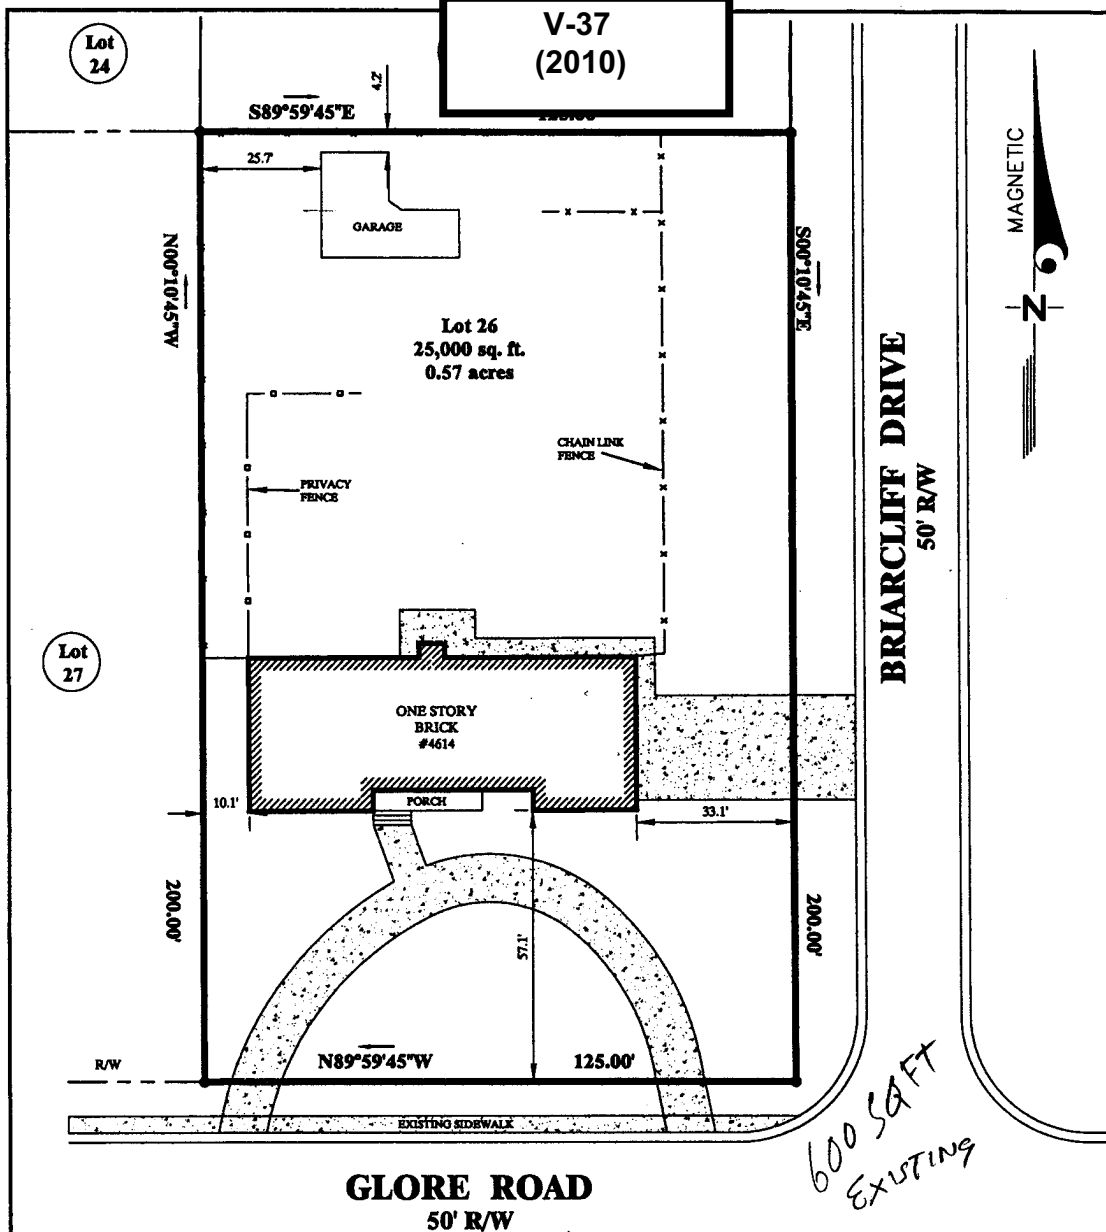 V-37
(2010)
Lot
24
4.2'
S89°59'45"E
25.7'
GARAGE
MAGNETIC
N
N00°10'45"W
S00°10'45"E
Lot 26
25,000 sq. ft.
0.57 acres
BRIARCLIFF DRIVE
50' R/W
CHAIN LINK
FENCE
PRIVACY
FENCE
Lot
27
ONE STORY
BRICK
#4614
PORCH
10.1'
33.1'
200.00'
57.1'
200.00'
R/W
N89°59'45"W
125.00'
EXISTING SIDEWALK
600 SQ FT
EXISTING
GLORE ROAD
50' R/W